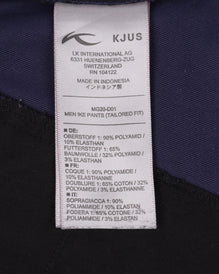 KJUS
LK INTERNATIONAL AG
6331 HUENENBERG-ZUG
SWITZERLAND
RN 104122
MADE IN INDONESIA
インドネシア製
MG20-D01
MEN IKE PANTS (TAILORED FIT)
DE:
OBERSTOFF 1: 90% POLYAMID /
10% ELASTHAN
FUTTERSTOFF 1: 65%
BAUMWOLLE / 32% POLYAMID /
3% ELASTHAN
FR:
COQUE 1: 90% POLYAMIDE /
10% ELASTHANNE
DOUBLURE 1: 65% COTON / 32%
POLYAMIDE / 3% ELASTHANNE
IT:
SOPRAGIACCA 1: 90%
POLIAMMIDE / 10% ELASTAN
FODERA 1: 65% COTONE / 32%
POLIAMMIDE / 3% ELASTAN